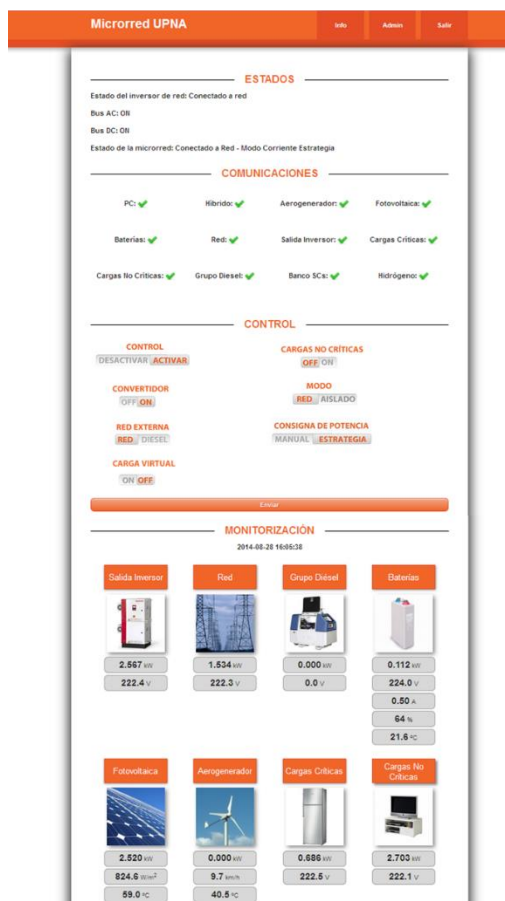 Microrred UPNA
Info Admin Salir
ESTADOS
Estado del inversor de red: Conectado a red
Bus AC: ON
Bus DC: ON
Estado de la microrred: Conectado a Red - Modo Corriente Estrategia
COMUNICACIONES
PC: Híbrido: Aerogenerador: Fotovoltaica:
Baterías: Red: Salida Inversor: Cargas Críticas:
Cargas No Críticas: Grupo Diesel: Banco SCs: Hidrógeno:
CONTROL
CONTROL CARGAS NO CRÍTICAS
DESACTIVAR ACTIVAR OFF ON
CONVERTIDOR MODO
OFF ON RED AISLADO
RED EXTERNA CONSIGNA DE POTENCIA
RED DIESEL MANUAL ESTRATEGIA
CARGA VIRTUAL
ON OFF
Enviar
MONITORIZACIÓN
2014-08-28 16:05:38
Salida Inversor Red Grupo Diésel Baterías
2.567 kW 1.534 kW 0.000 kW 0.112 kW
222.4 V 222.3 V 0.0 V 224.0 V
0.50 A
64 %
21.6 ºC
Fotovoltaica Aerogenerador Cargas Críticas Cargas No Críticas
2.520 kW 0.000 kW 0.686 kW 2.703 kW
824.6 W/m² 9.7 km/h 222.5 V 222.1 V
59.0 ºC 40.5 ºC